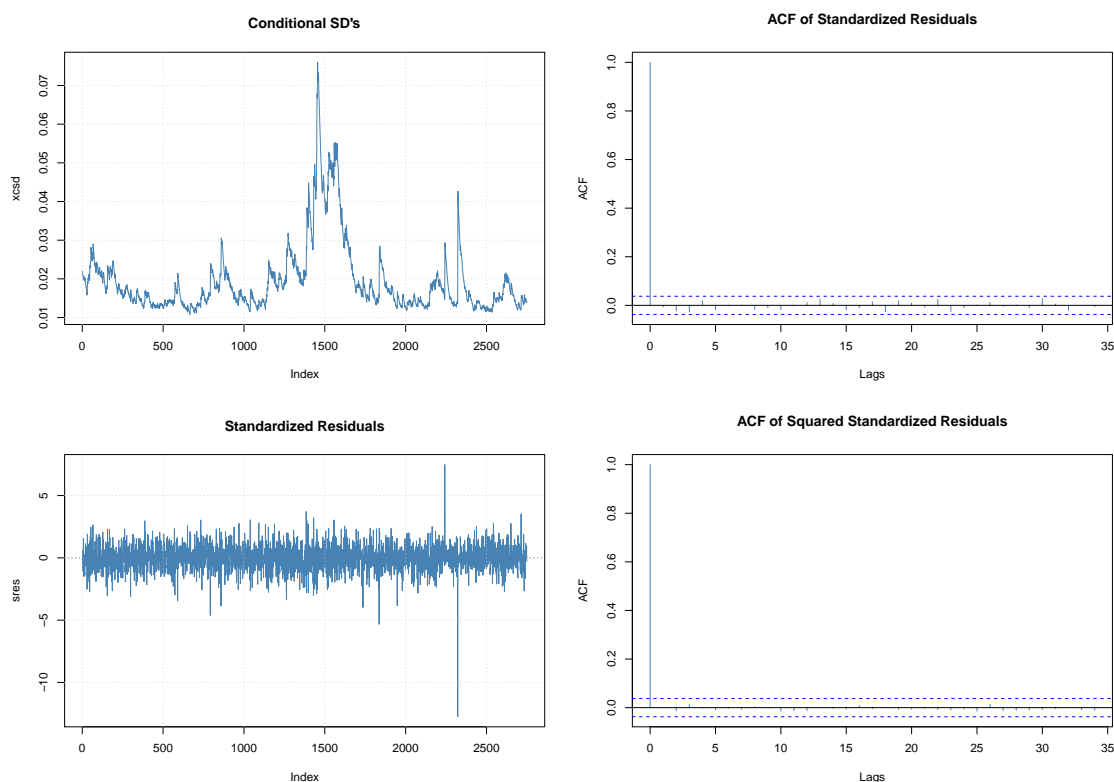 Conditional SD's
xcsd
0.01 0.02 0.03 0.04 0.05 0.06 0.07
0 500 1000 1500 2000 2500
Index
ACF of Standardized Residuals
ACF
0.0 0.2 0.4 0.6 0.8 1.0
0 5 10 15 20 25 30 35
Lags
Standardized Residuals
sres
−10 −5 0 5
0 500 1000 1500 2000 2500
Index
ACF of Squared Standardized Residuals
ACF
0.0 0.2 0.4 0.6 0.8 1.0
0 5 10 15 20 25 30 35
Lags